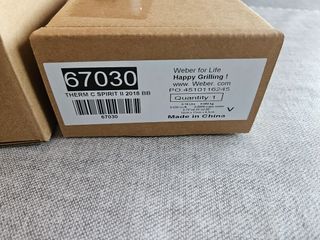 67030
THERM C SPIRIT II 2018 BB
67030
Weber for Life
Happy Grilling !
www. Weber. com
PO:4510116245
Quantity:1
V
Made in China